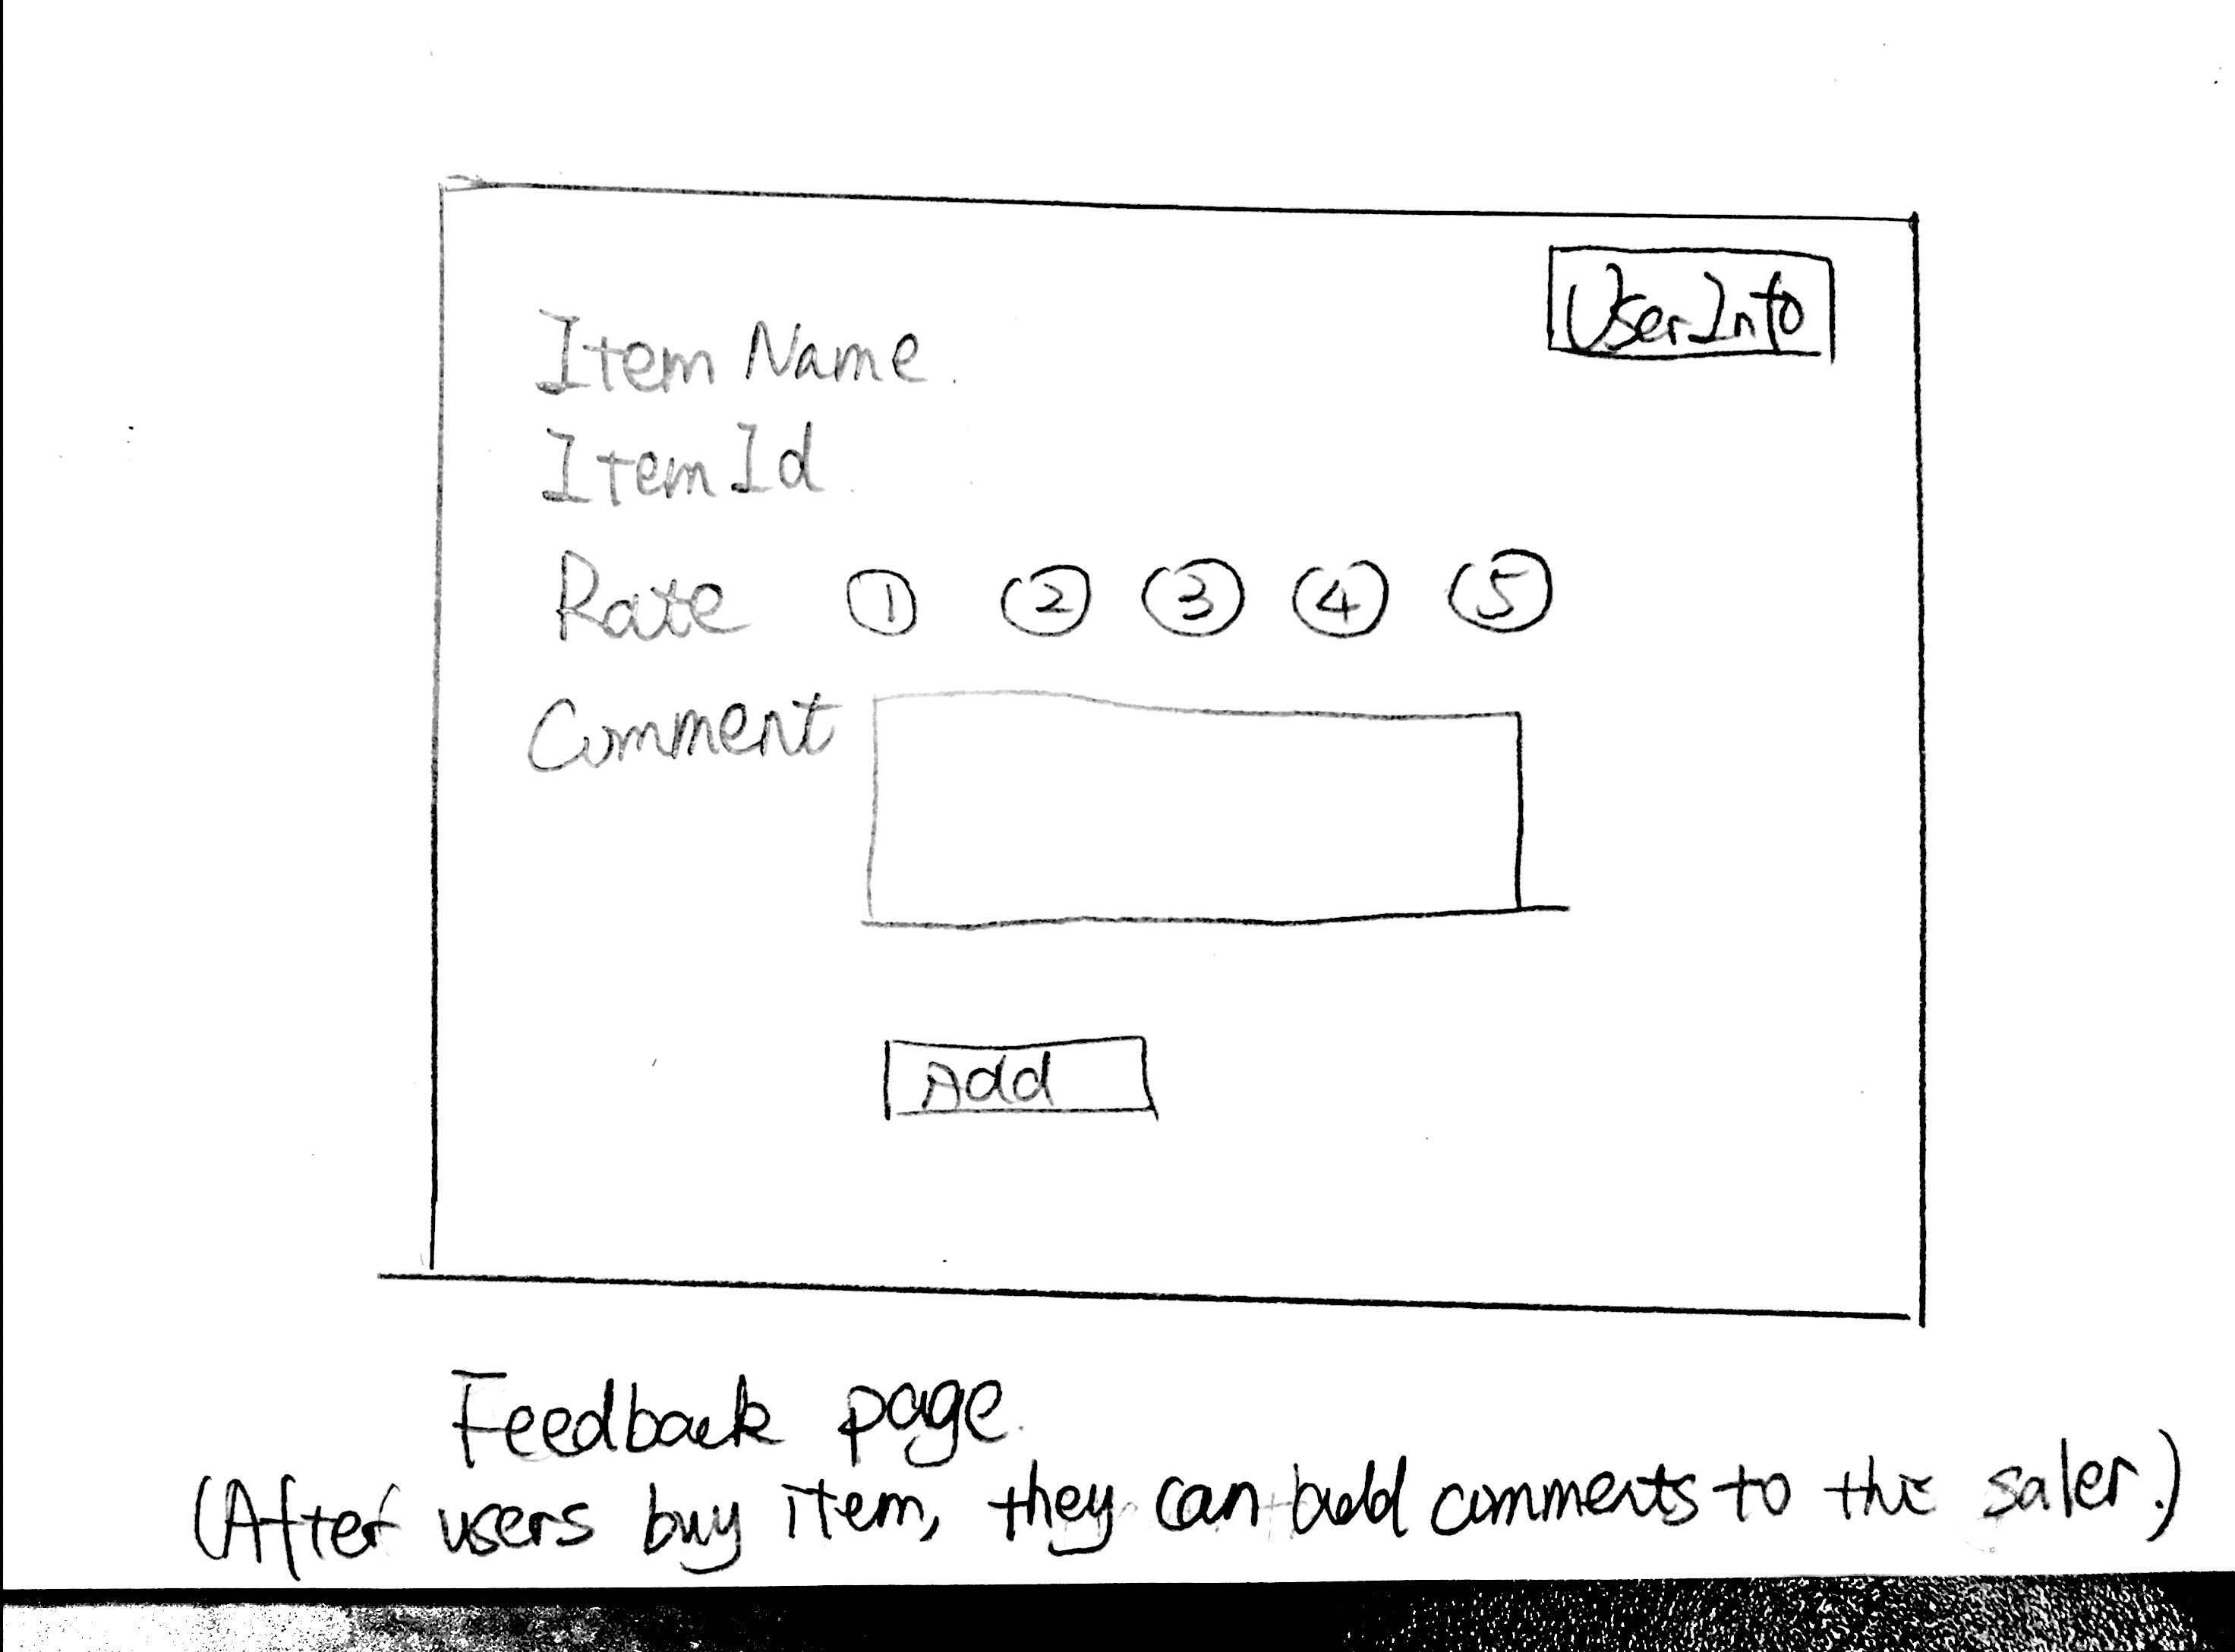 UserInfo
Item Name
Item Id
Rate ① ② ③ ④ ⑤
Comment
Add
Feedback page.
(After users buy item, they can add comments to the saler.)